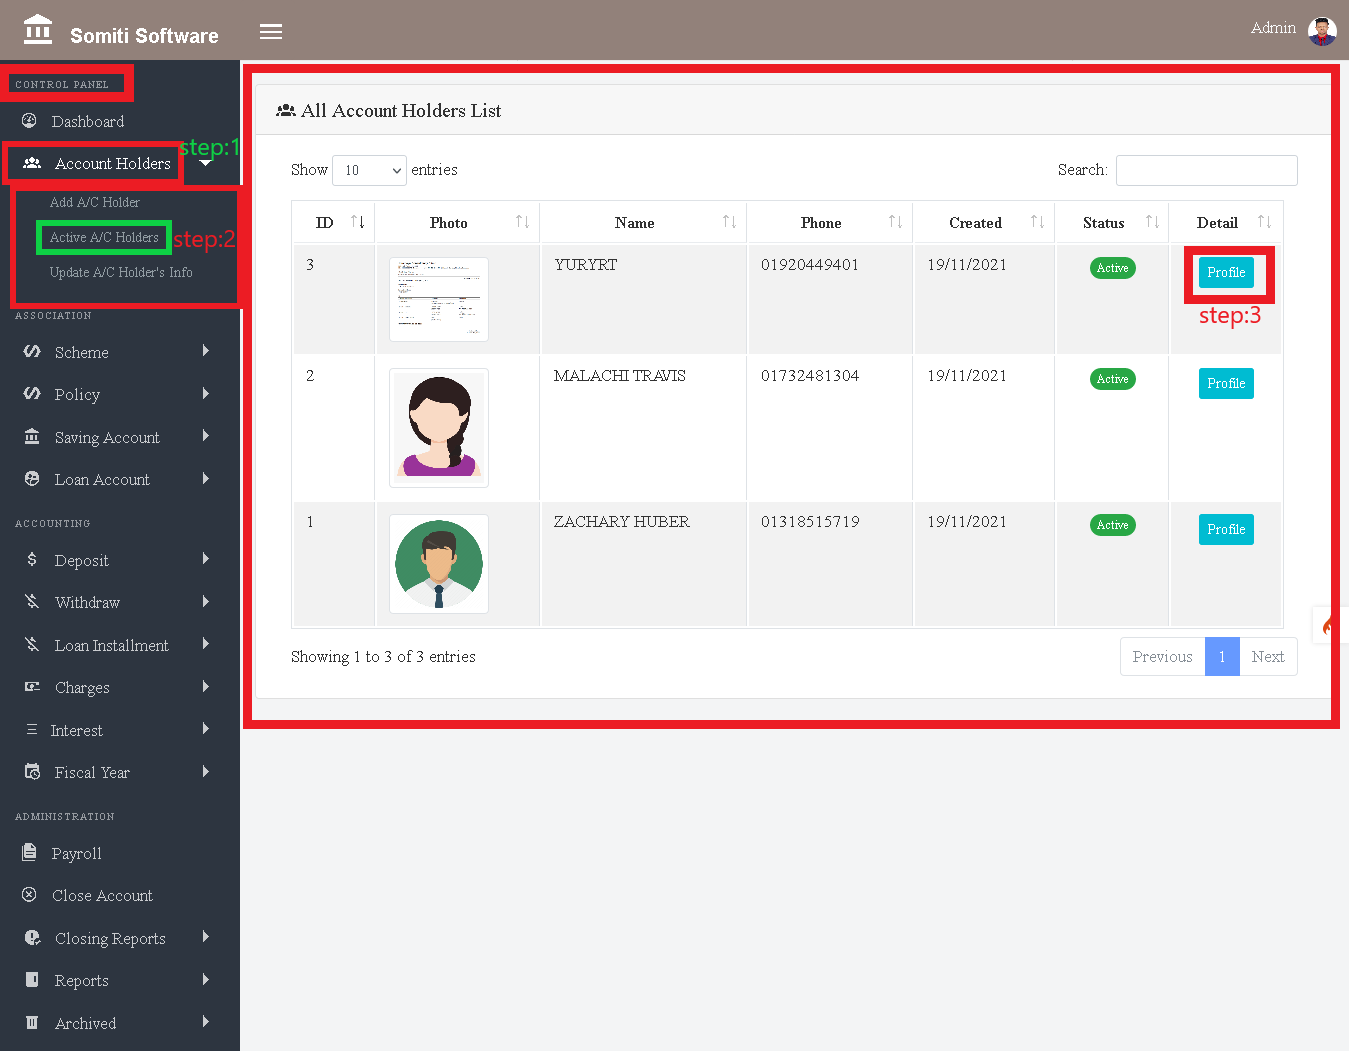 Somiti Software
Admin
CONTROL PANEL
Dashboard
step:1
Account Holders
Add A/C Holder
Active A/C Holders
step:2
Update A/C Holder's Info
ASSOCIATION
Scheme
Policy
Saving Account
Loan Account
ACCOUNTING
Deposit
Withdraw
Loan Installment
Charges
Interest
Fiscal Year
ADMINISTRATION
Payroll
Close Account
Closing Reports
Reports
Archived
All Account Holders List
Show 10 entries Search:
ID Photo Name Phone Created Status Detail
3 YURYRT 01920449401 19/11/2021 Active Profile
step:3
2 MALACHI TRAVIS 01732481304 19/11/2021 Active Profile
1 ZACHARY HUBER 01318515719 19/11/2021 Active Profile
Showing 1 to 3 of 3 entries Previous 1 Next